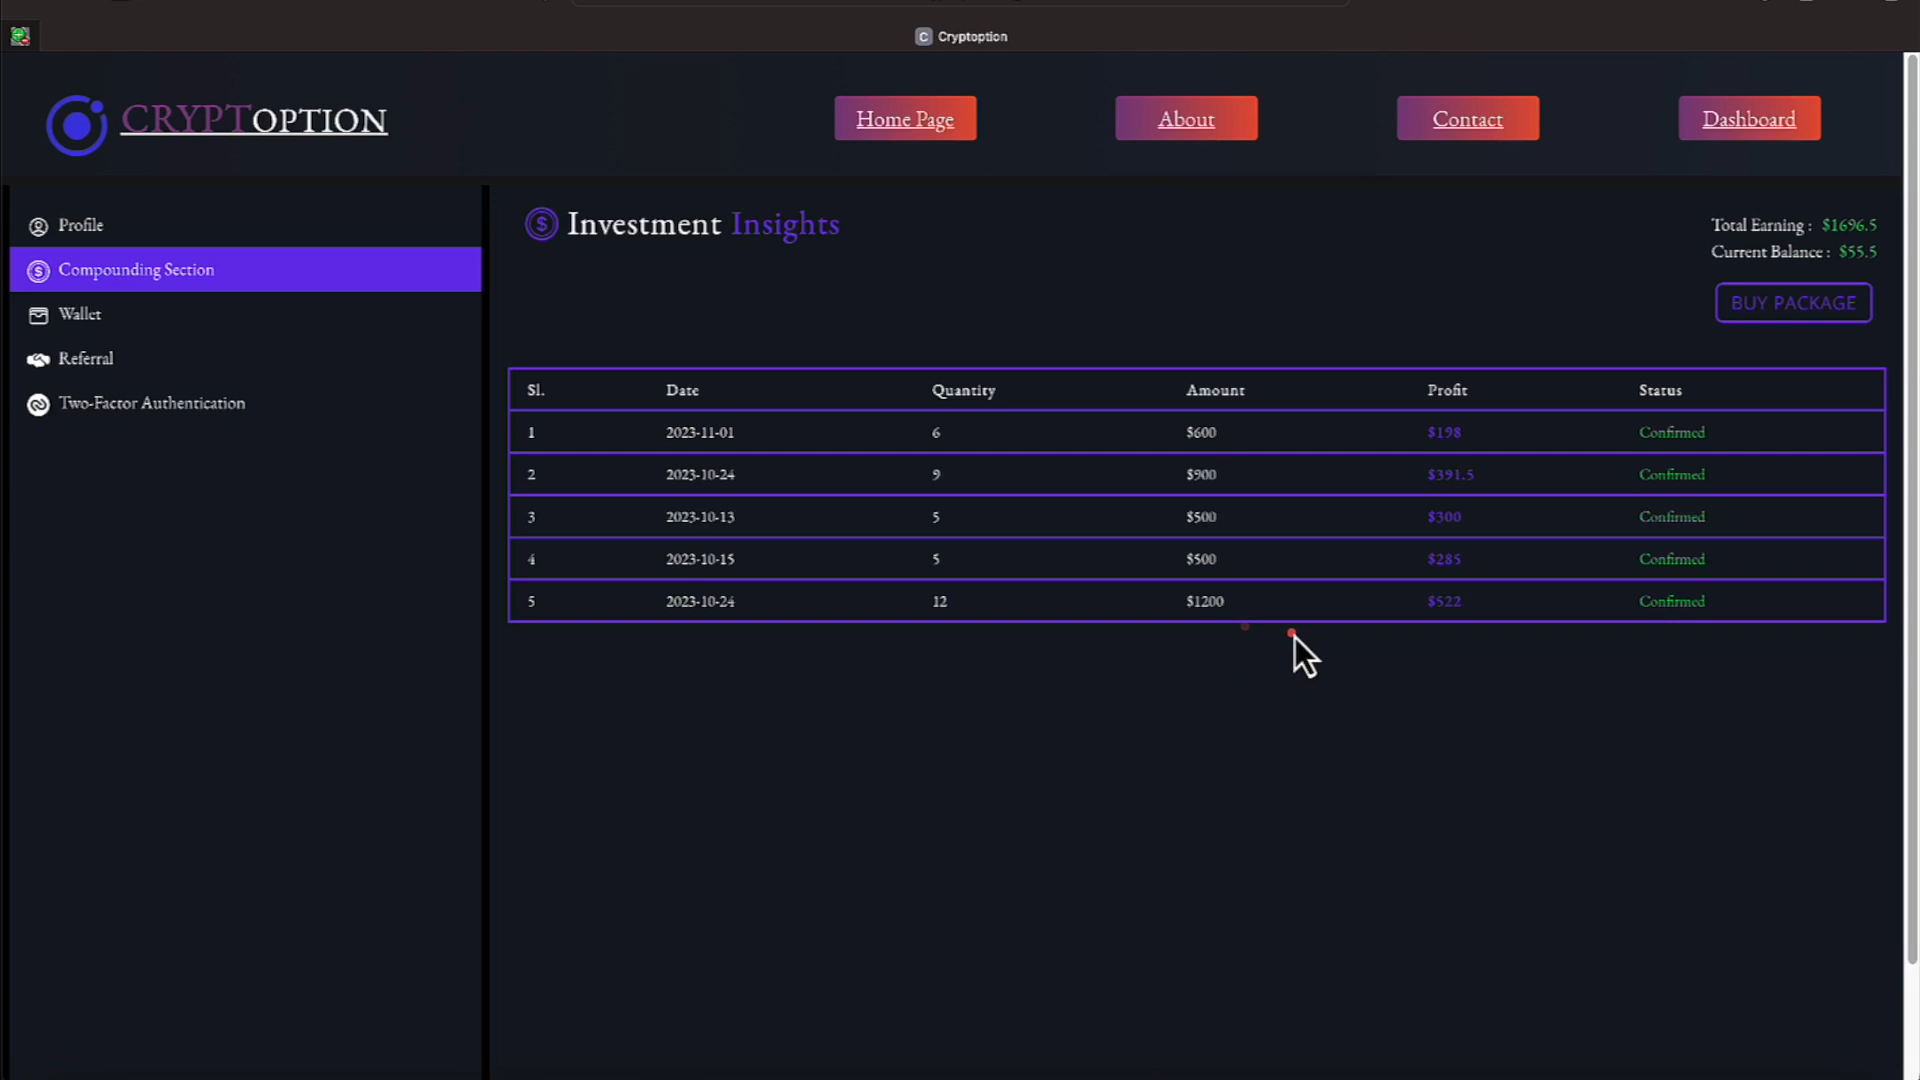 Cryptoption
CRYPTOPTION
Home Page
About
Contact
Dashboard
Profile
Compounding Section
Wallet
Referral
Two-Factor Authentication
Investment Insights
Total Earning : $1696.5
Current Balance : $55.5
BUY PACKAGE
Sl. Date Quantity Amount Profit Status
1 2023-11-01 6 $600 $198 Confirmed
2 2023-10-24 9 $900 $391.5 Confirmed
3 2023-10-13 5 $500 $300 Confirmed
4 2023-10-15 5 $500 $285 Confirmed
5 2023-10-24 12 $1200 $522 Confirmed